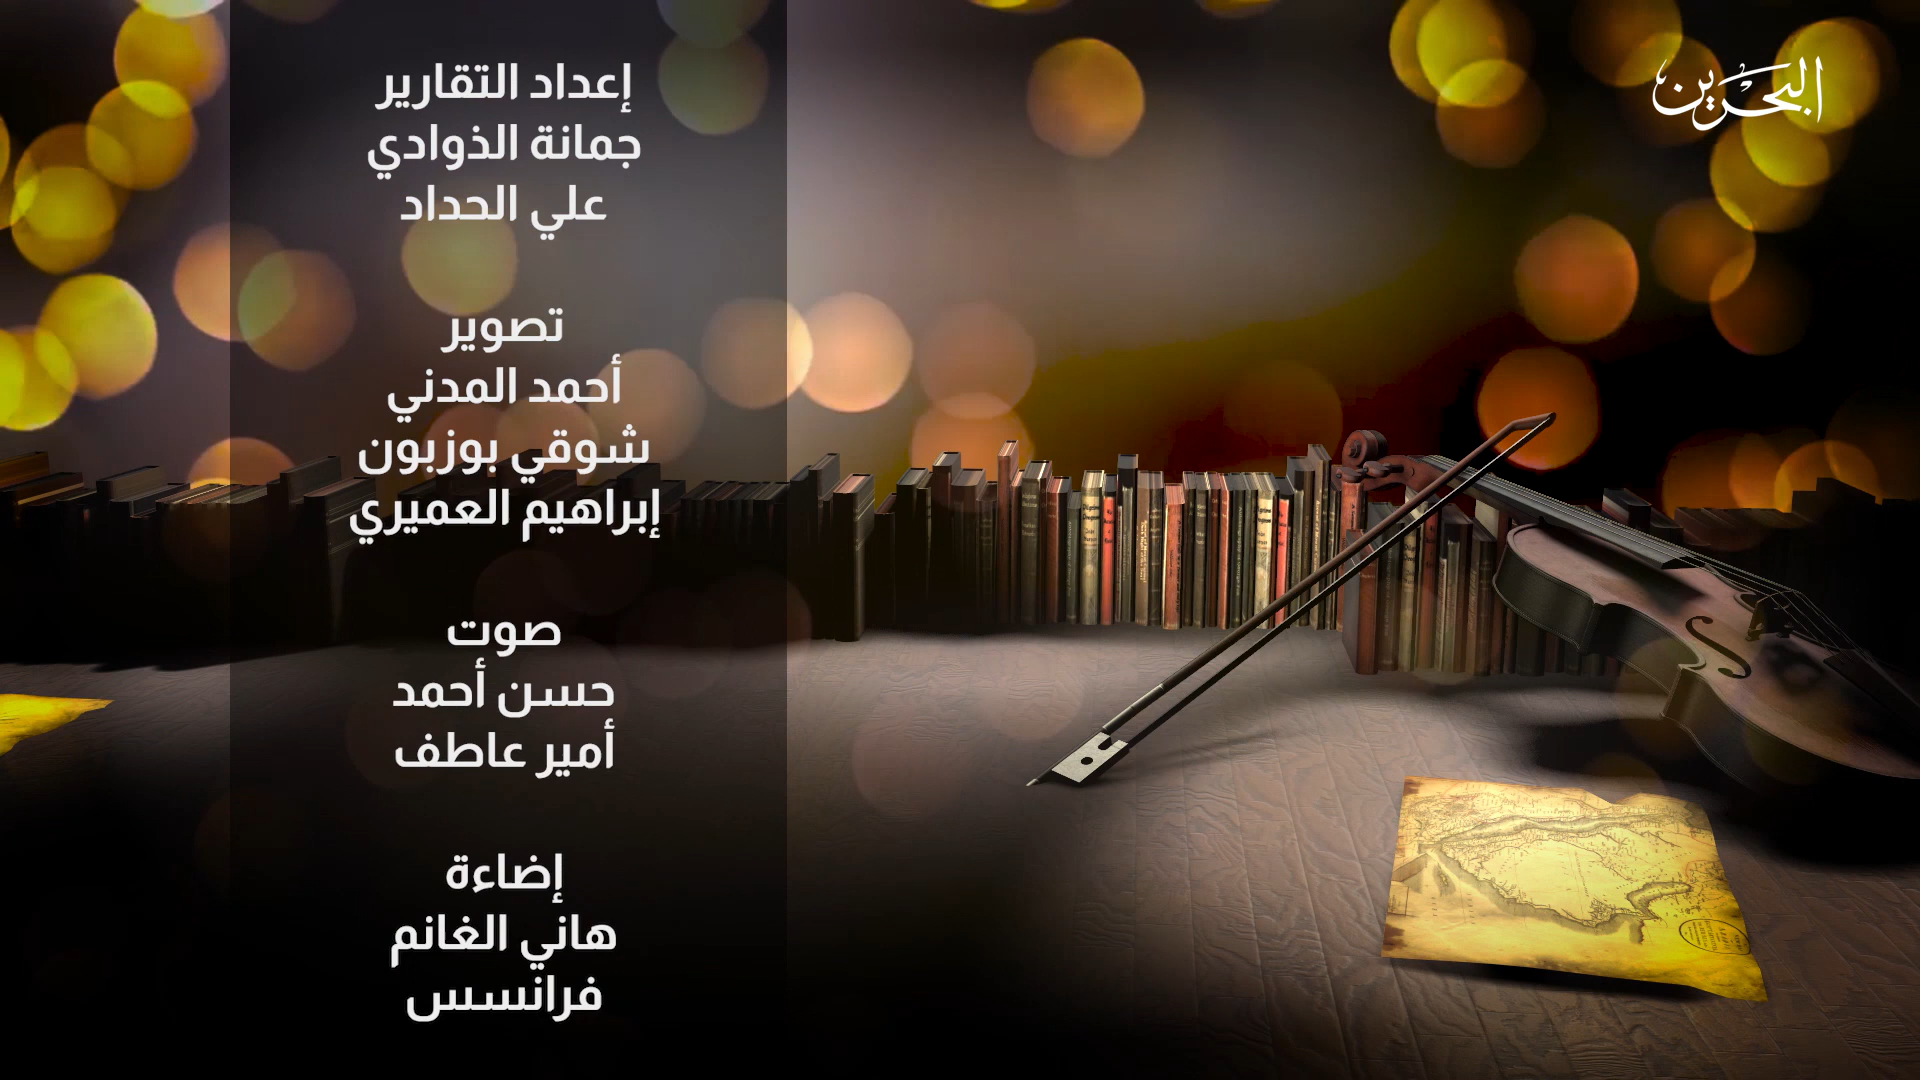 البحرين
إعداد التقارير
جمانة الذوادي
علي الحداد
تصوير
أحمد المدني
شوقي بوزبون
إبراهيم العميري
صوت
حسن أحمد
أمير عاطف
إضاءة
هاني الغانم
فرانسس